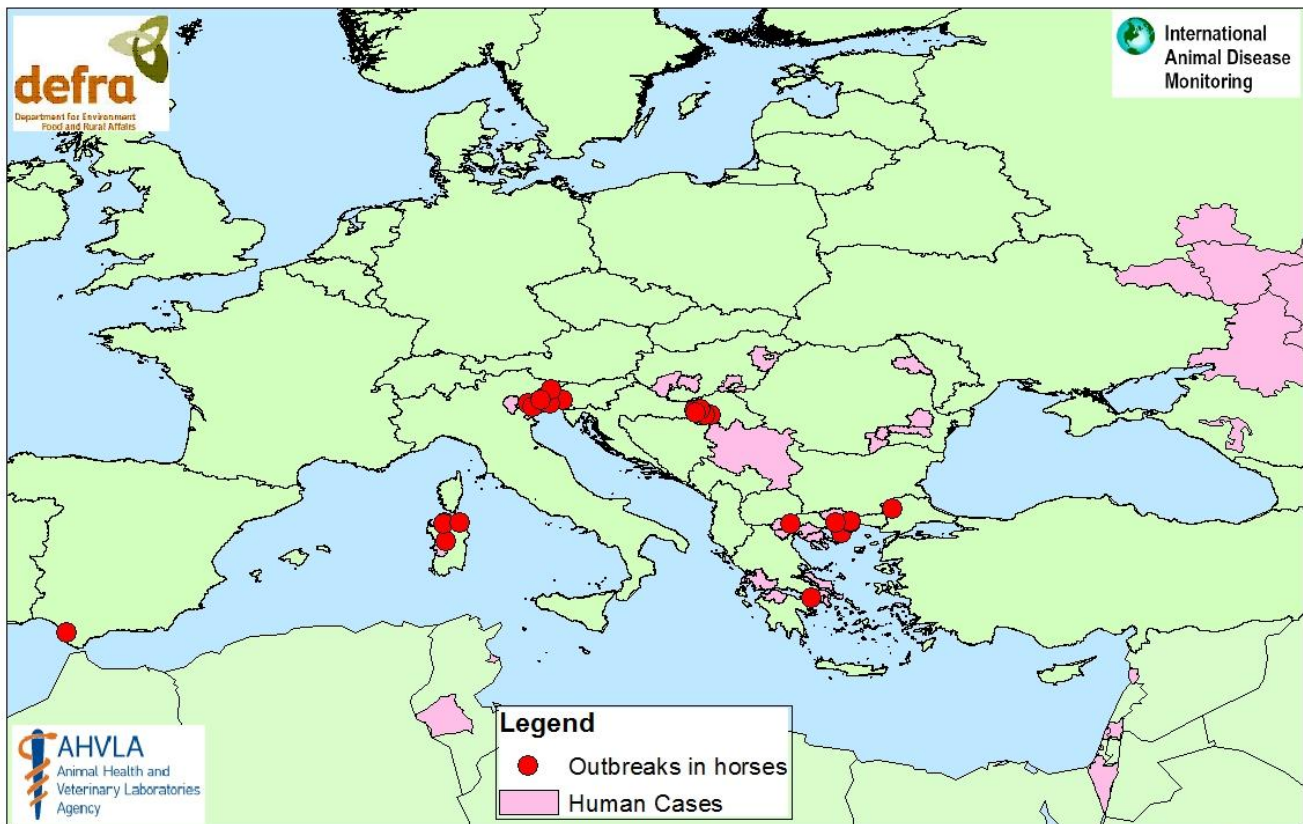 defra
Department for Environment
Food and Rural Affairs
International
Animal Disease
Monitoring
AHVLA
Animal Health and
Veterinary Laboratories
Agency
Legend
Outbreaks in horses
Human Cases